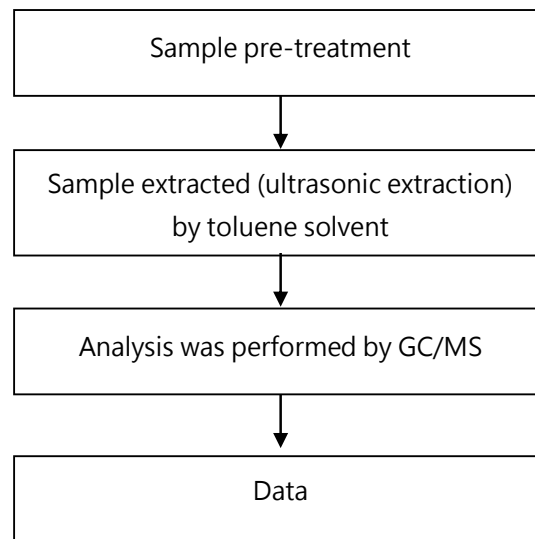 Sample pre-treatment
Sample extracted (ultrasonic extraction)
by toluene solvent
Analysis was performed by GC/MS
Data